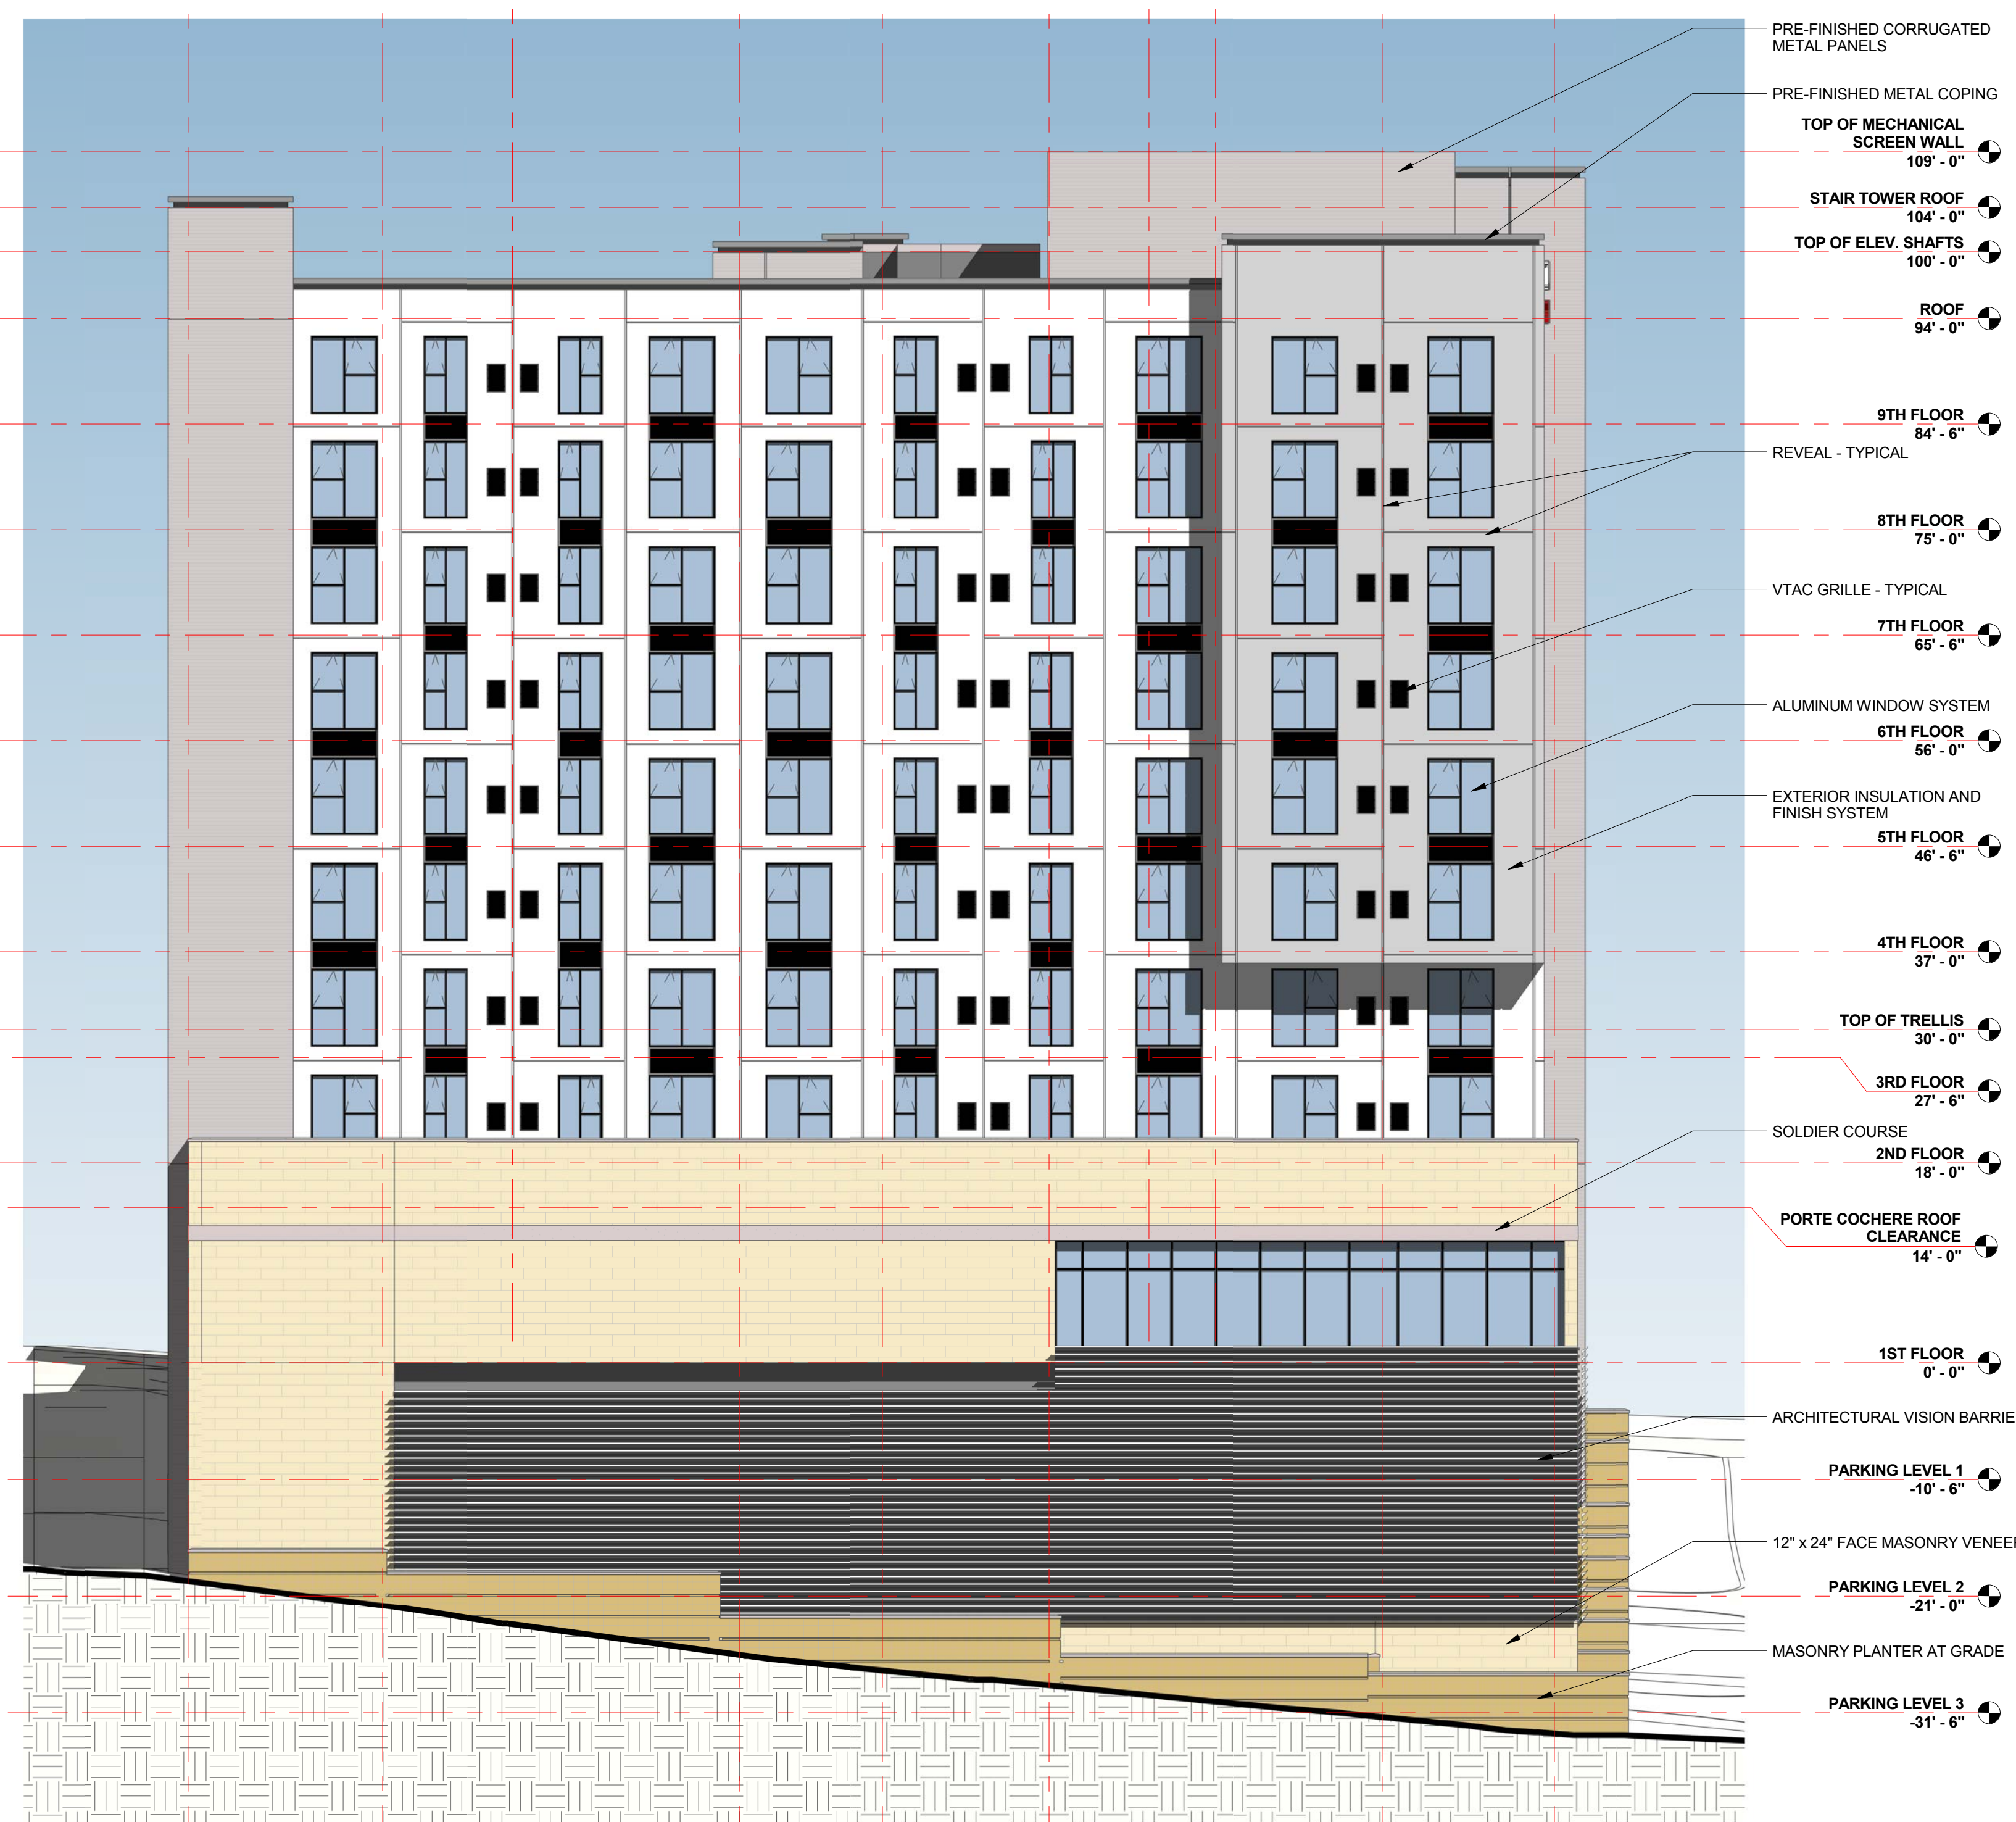 PRE-FINISHED CORRUGATED
METAL PANELS
PRE-FINISHED METAL COPING
TOP OF MECHANICAL
SCREEN WALL
109' - 0"
STAIR TOWER ROOF
104' - 0"
TOP OF ELEV. SHAFTS
100' - 0"
ROOF
94' - 0"
9TH FLOOR
84' - 6"
REVEAL - TYPICAL
8TH FLOOR
75' - 0"
VTAC GRILLE - TYPICAL
7TH FLOOR
65' - 6"
ALUMINUM WINDOW SYSTEM
6TH FLOOR
56' - 0"
EXTERIOR INSULATION AND
FINISH SYSTEM
5TH FLOOR
46' - 6"
4TH FLOOR
37' - 0"
TOP OF TRELLIS
30' - 0"
3RD FLOOR
27' - 6"
SOLDIER COURSE
2ND FLOOR
18' - 0"
PORTE COCHERE ROOF
CLEARANCE
14' - 0"
1ST FLOOR
0' - 0"
ARCHITECTURAL VISION BARRIE
PARKING LEVEL 1
-10' - 6"
12" x 24" FACE MASONRY VENEE
PARKING LEVEL 2
-21' - 0"
MASONRY PLANTER AT GRADE
PARKING LEVEL 3
-31' - 6"